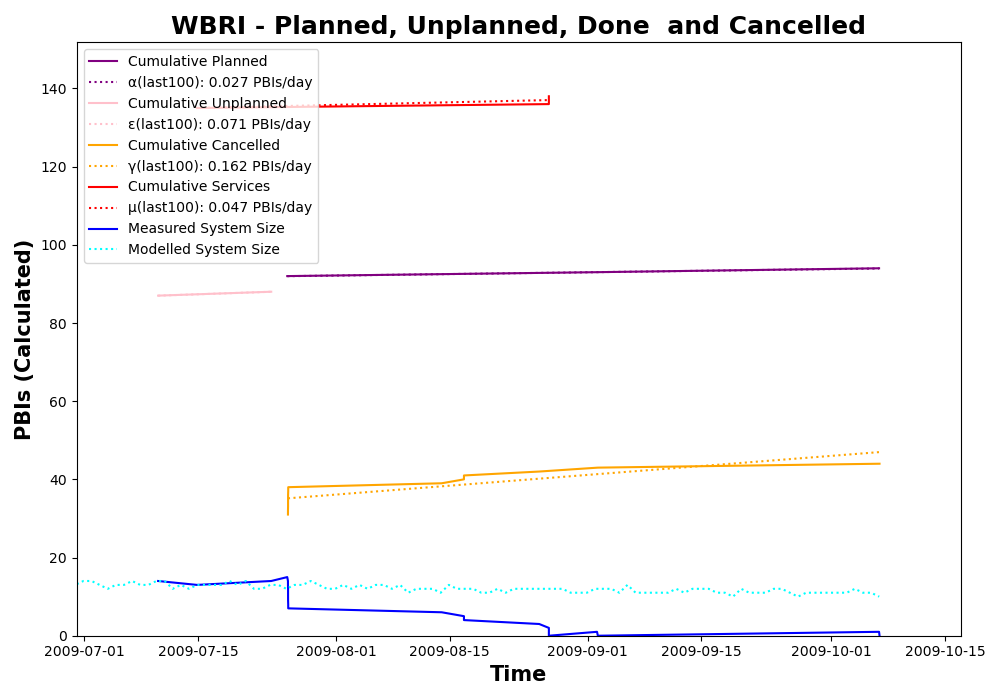 WBRI - Planned, Unplanned, Done  and Cancelled
PBIs (Calculated)
140
120
100
80
60
40
20
0
Cumulative Planned
α(last100): 0.027 PBIs/day
Cumulative Unplanned
ε(last100): 0.071 PBIs/day
Cumulative Cancelled
γ(last100): 0.162 PBIs/day
Cumulative Services
μ(last100): 0.047 PBIs/day
Measured System Size
Modelled System Size
2009-07-01 2009-07-15 2009-08-01 2009-08-15 2009-09-01 2009-09-15 2009-10-01 2009-10-15
Time